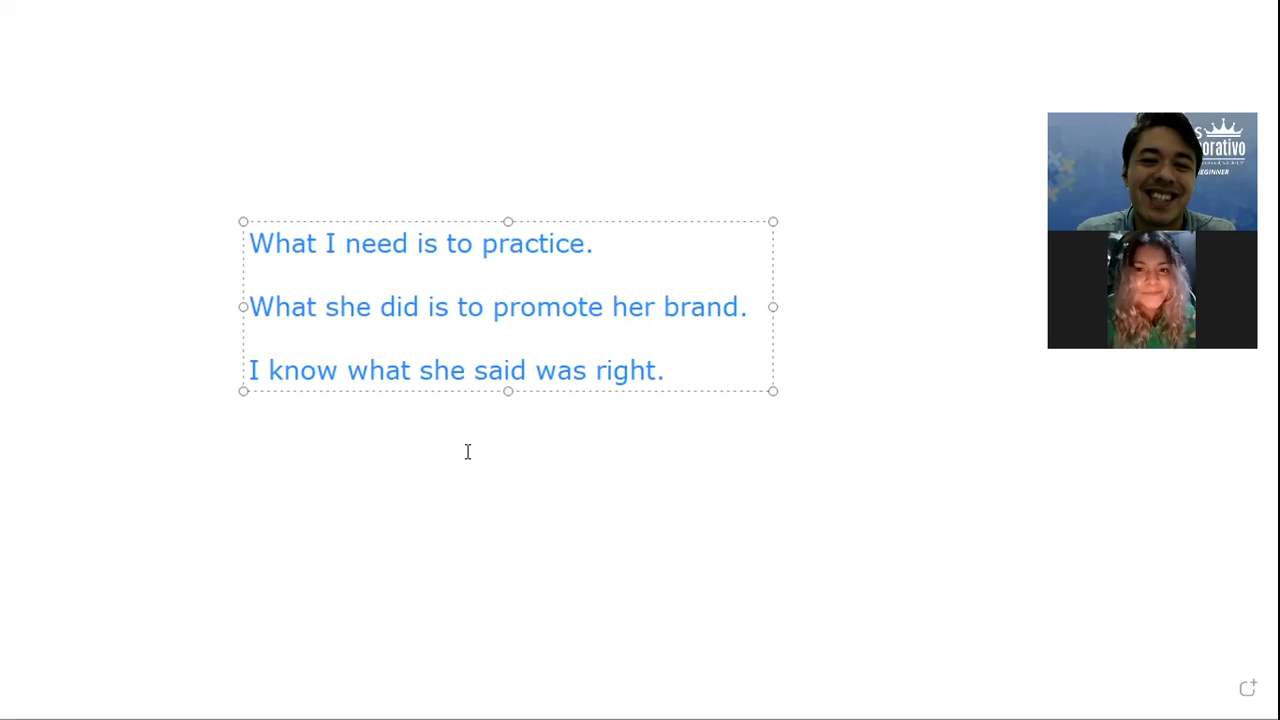 What I need is to practice.
What she did is to promote her brand.
I know what she said was right.